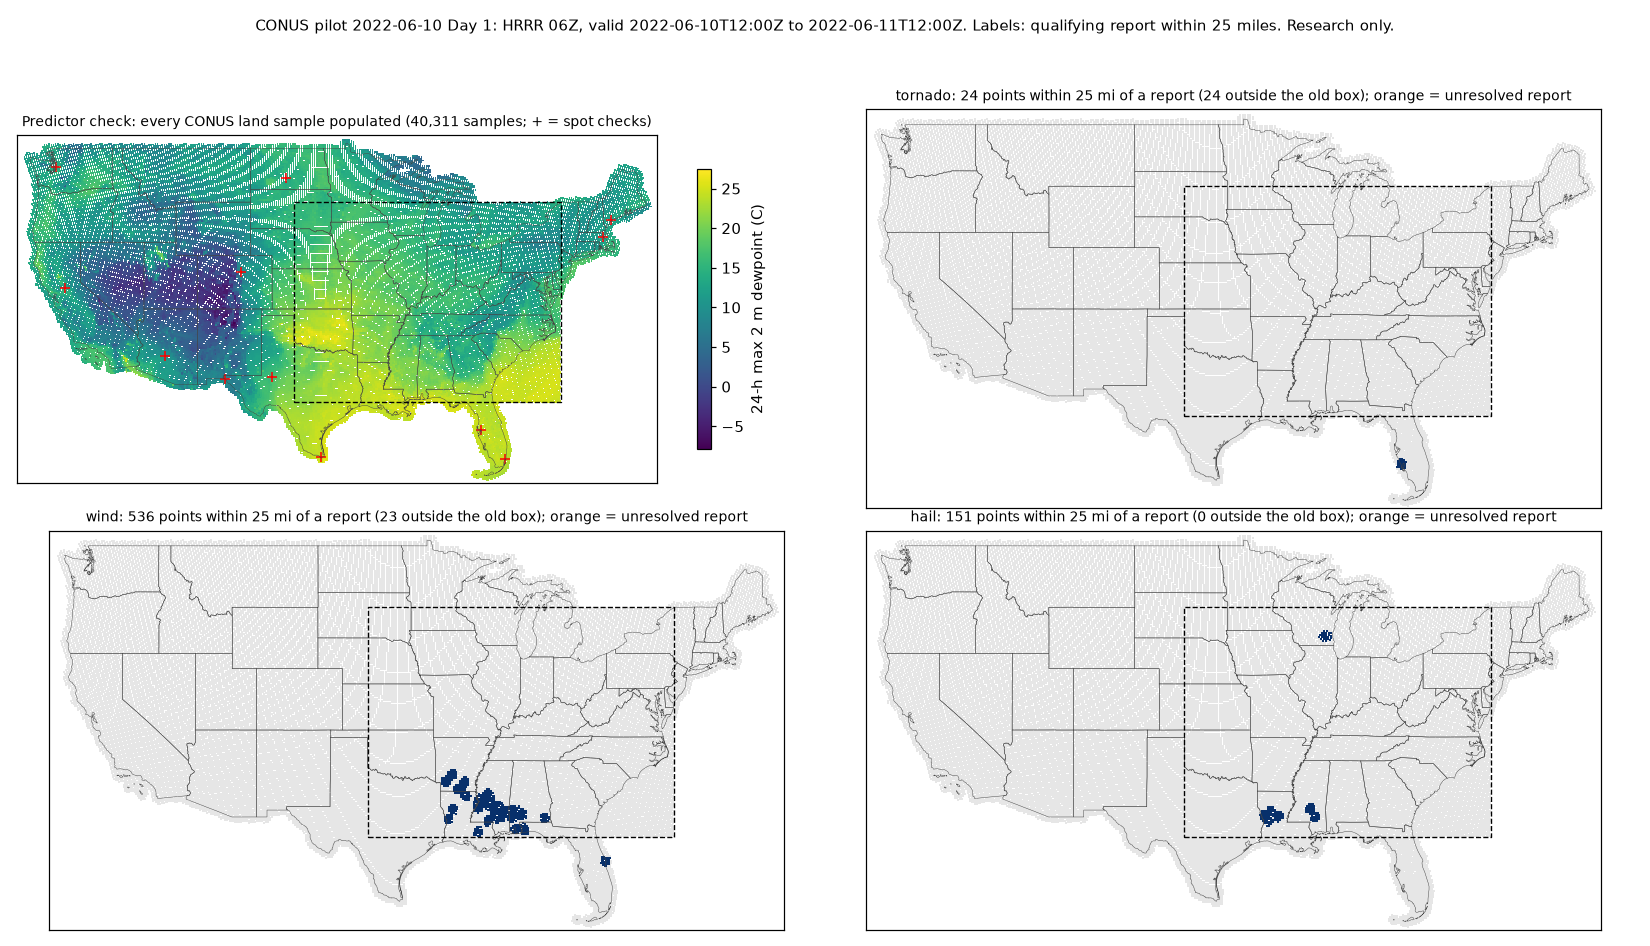 CONUS pilot 2022-06-10 Day 1: HRRR 06Z, valid 2022-06-10T12:00Z to 2022-06-11T12:00Z. Labels: qualifying report within 25 miles. Research only.
Predictor check: every CONUS land sample populated (40,311 samples; + = spot checks)
25
20
15
10
5
0
−5
24-h max 2 m dewpoint (C)
tornado: 24 points within 25 mi of a report (24 outside the old box); orange = unresolved report
wind: 536 points within 25 mi of a report (23 outside the old box); orange = unresolved report
hail: 151 points within 25 mi of a report (0 outside the old box); orange = unresolved report